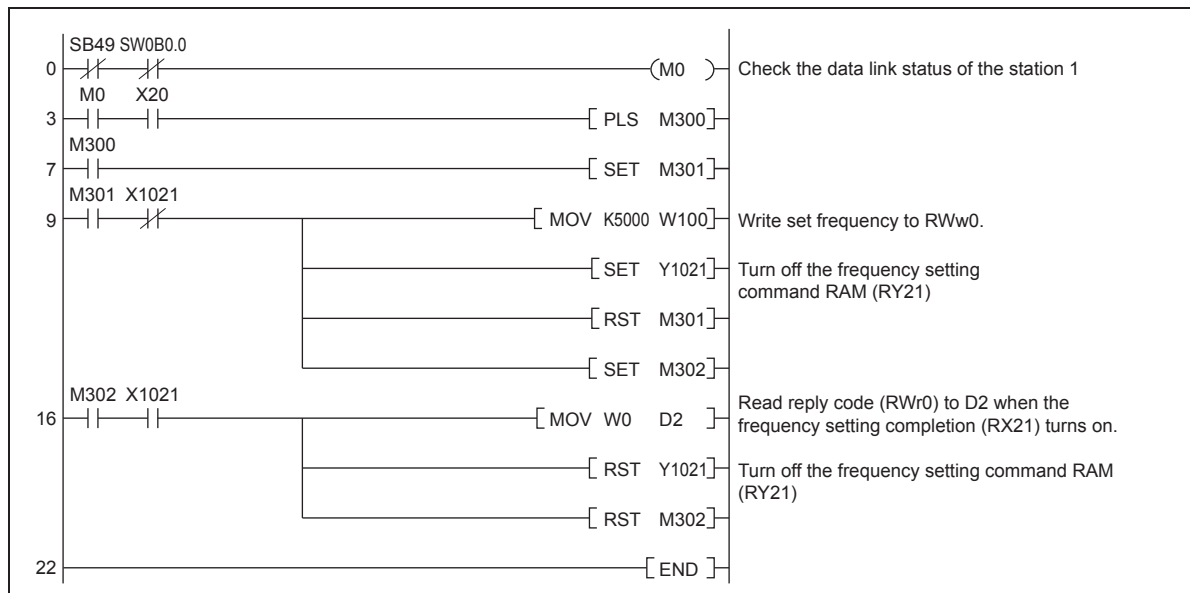 SB49 SW0B0.0
0 (M0 ) Check the data link status of the station 1
M0 X20
3 [ PLS M300]
M300
7 [ SET M301]
M301 X1021
9 [ MOV K5000 W100] Write set frequency to RWw0.
[ SET Y1021] Turn off the frequency setting
command RAM (RY21)
[ RST M301]
[ SET M302]
M302 X1021
16 [ MOV W0 D2 ] Read reply code (RWr0) to D2 when the
frequency setting completion (RX21) turns on.
[ RST Y1021] Turn off the frequency setting command RAM
(RY21)
[ RST M302]
22 [ END ]